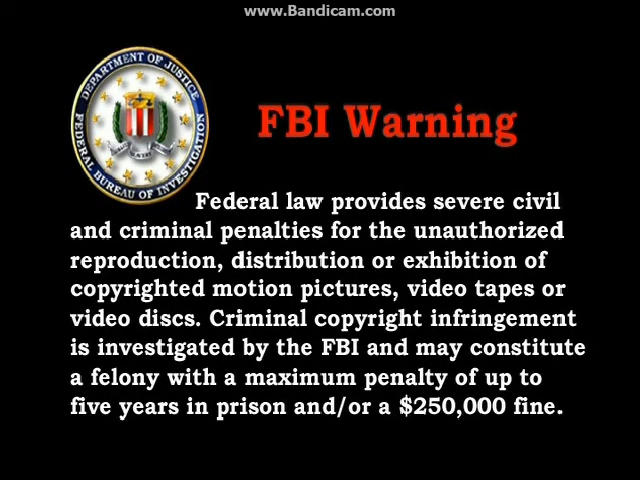 www.Bandicam.com
DEPARTMENT OF JUSTICE
FEDERAL BUREAU OF INVESTIGATION
FBI Warning
Federal law provides severe civil
and criminal penalties for the unauthorized
reproduction, distribution or exhibition of
copyrighted motion pictures, video tapes or
video discs. Criminal copyright infringement
is investigated by the FBI and may constitute
a felony with a maximum penalty of up to
five years in prison and/or a $250,000 fine.